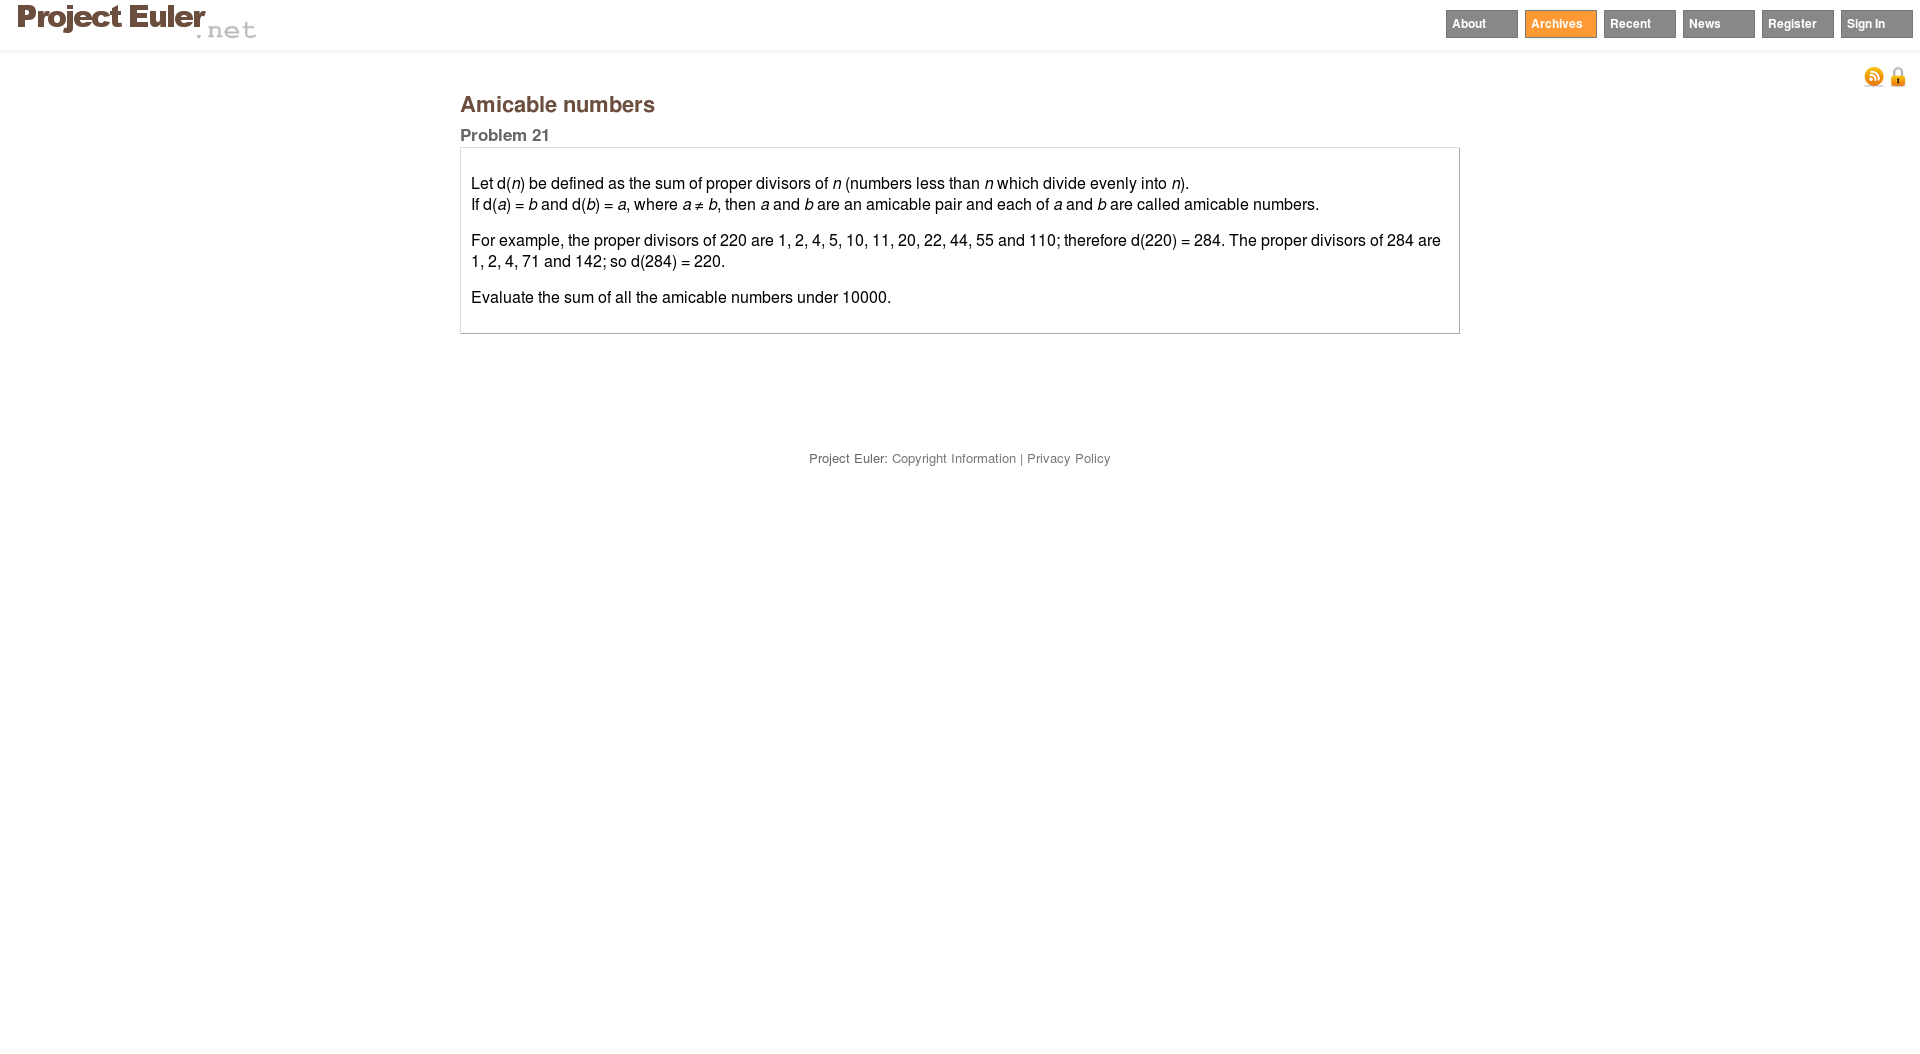 Project Euler.net
About Archives Recent News Register Sign In
Amicable numbers
Problem 21
Let d(n) be defined as the sum of proper divisors of n (numbers less than n which divide evenly into n).
If d(a) = b and d(b) = a, where a ≠ b, then a and b are an amicable pair and each of a and b are called amicable numbers.
For example, the proper divisors of 220 are 1, 2, 4, 5, 10, 11, 20, 22, 44, 55 and 110; therefore d(220) = 284. The proper divisors of 284 are
1, 2, 4, 71 and 142; so d(284) = 220.
Evaluate the sum of all the amicable numbers under 10000.
Project Euler: Copyright Information | Privacy Policy